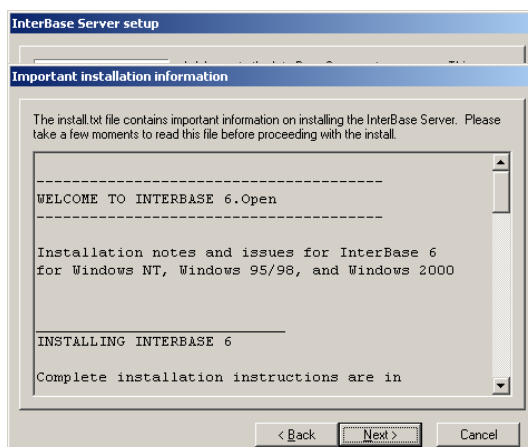 InterBase Server setup
Important installation information
The install.txt file contains important information on installing the InterBase Server. Please
take a few moments to read this file before proceeding with the install.
----------------------------------------
WELCOME TO INTERBASE 6.Open
----------------------------------------
Installation notes and issues for InterBase 6
for Windows NT, Windows 95/98, and Windows 2000
_____________________________
INSTALLING INTERBASE 6
Complete installation instructions are in
< Back Next > Cancel